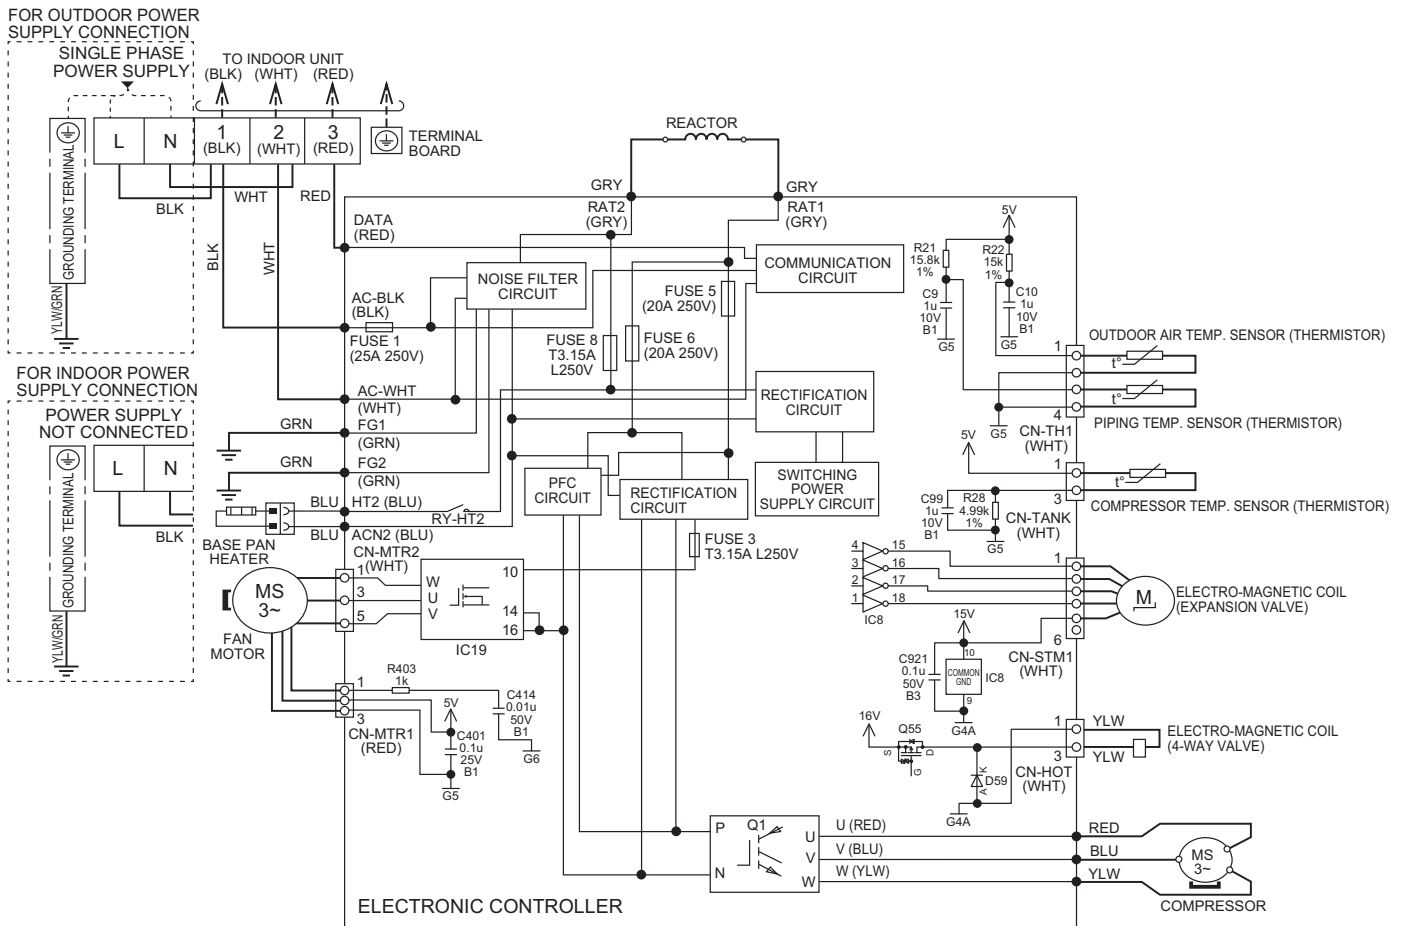 FOR OUTDOOR POWER
SUPPLY CONNECTION
SINGLE PHASE
POWER SUPPLY
GROUNDING TERMINAL
YLW/GRN
L
N
TO INDOOR UNIT
(BLK)
(WHT)
(RED)
1
(BLK)
2
(WHT)
3
(RED)
TERMINAL
BOARD
BLK
WHT
RED
BLK
WHT
FOR INDOOR POWER
SUPPLY CONNECTION
POWER SUPPLY
NOT CONNECTED
GROUNDING TERMINAL
YLW/GRN
L
N
BLK
REACTOR
GRY
GRY
RAT2
(GRY)
RAT1
(GRY)
DATA
(RED)
AC-BLK
(BLK)
FUSE 1
(25A 250V)
NOISE FILTER
CIRCUIT
COMMUNICATION
CIRCUIT
FUSE 5
(20A 250V)
FUSE 8
T3.15A
L250V
FUSE 6
(20A 250V)
AC-WHT
(WHT)
RECTIFICATION
CIRCUIT
GRN
FG1
(GRN)
GRN
FG2
(GRN)
SWITCHING
POWER
SUPPLY CIRCUIT
PFC
CIRCUIT
RECTIFICATION
CIRCUIT
BLU
HT2 (BLU)
RY-HT2
BLU
ACN2 (BLU)
BASE PAN
HEATER
FUSE 3
T3.15A L250V
CN-MTR2
(WHT)
1
3
5
MS
3~
FAN
MOTOR
W
U
V
10
14
16
IC19
1
3
CN-MTR1
(RED)
R403
1k
5V
C401
0.1u
25V
B1
G5
C414
0.01u
50V
B1
G6
5V
R21
15.8k
1%
R22
15k
1%
C9
1u
10V
B1
G5
C10
1u
10V
B1
G5
1
4
CN-TH1
(WHT)
OUTDOOR AIR TEMP. SENSOR (THERMISTOR)
t°
t°
PIPING TEMP. SENSOR (THERMISTOR)
G5
5V
1
3
t°
COMPRESSOR TEMP. SENSOR (THERMISTOR)
C99
1u
10V
B1
R28
4.99k
1%
G5
CN-TANK
(WHT)
4
15
3
16
2
17
1
18
IC8
1
6
M
ELECTRO-MAGNETIC COIL
(EXPANSION VALVE)
CN-STM1
(WHT)
15V
C921
0.1u
50V
B3
10
COMMON
GND
9
IC8
G4A
16V
Q55
S
D
G
K
D59
A
G4A
1
3
CN-HOT
(WHT)
YLW
YLW
ELECTRO-MAGNETIC COIL
(4-WAY VALVE)
P
N
Q1
U
V
W
U (RED)
V (BLU)
W (YLW)
RED
BLU
YLW
MS
3~
COMPRESSOR
ELECTRONIC CONTROLLER